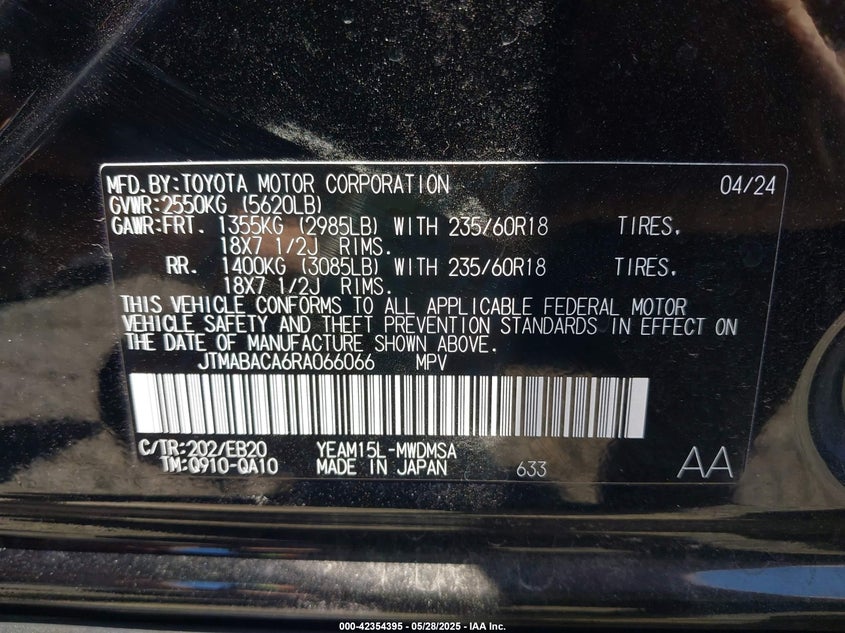 MFD.BY:TOYOTA MOTOR CORPORATION 04/24
GVWR:2550KG (5620LB)
GAWR:FRT. 1355KG (2985LB) WITH 235/60R18 TIRES,
18X7 1/2J RIMS.
RR. 1400KG (3085LB) WITH 235/60R18 TIRES,
18X7 1/2J RIMS.
THIS VEHICLE CONFORMS TO ALL APPLICABLE FEDERAL MOTOR
VEHICLE SAFETY AND THEFT PREVENTION STANDARDS IN EFFECT ON
THE DATE OF MANUFACTURE SHOWN ABOVE.
JTMABACA6RA066066 MPV
C/TR:202/EB20 YEAM15L-MWDMSA
TM:Q910-QA10 MADE IN JAPAN 633 AA
000-42354395 - 05/28/2025 - IAA Inc.